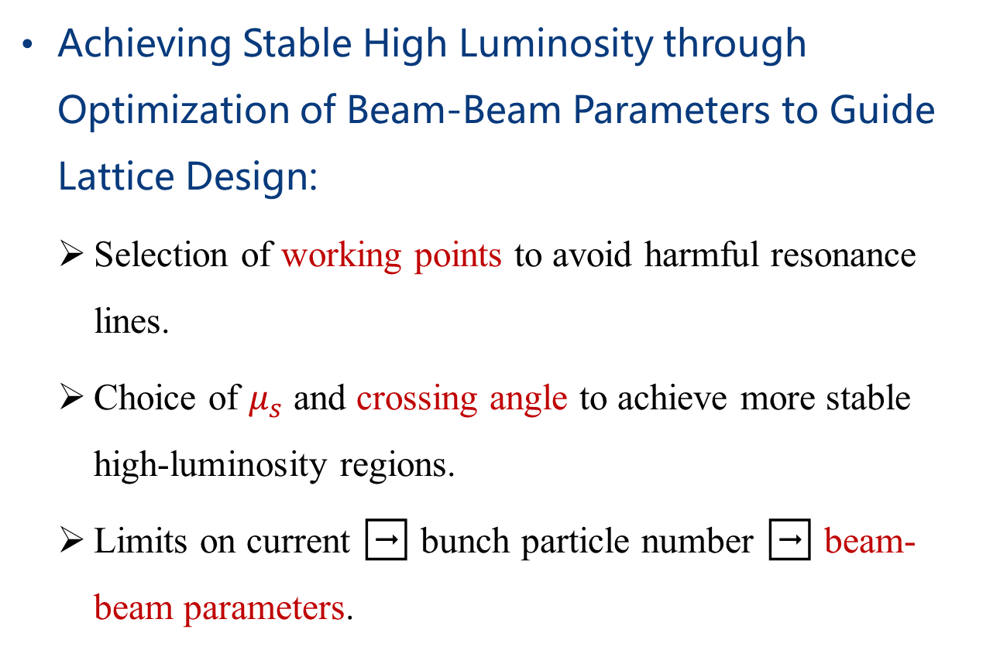 • Achieving Stable High Luminosity through
Optimization of Beam-Beam Parameters to Guide
Lattice Design:
➢ Selection of working points to avoid harmful resonance
lines.
➢ Choice of μs and crossing angle to achieve more stable
high-luminosity regions.
➢ Limits on current → bunch particle number → beam-
beam parameters.